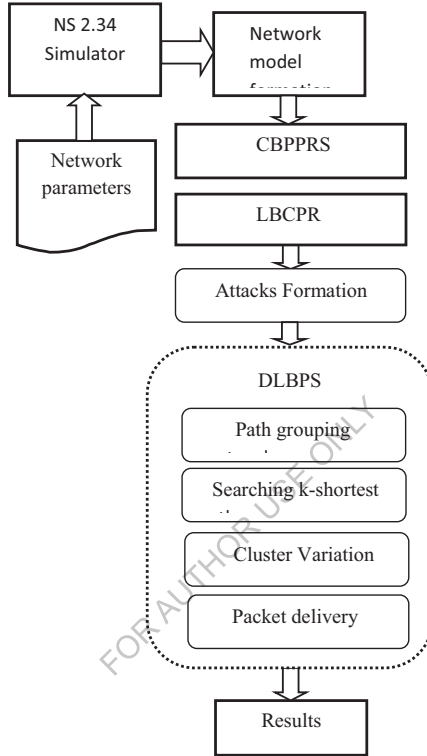 NS 2.34
Simulator
Network
model
Network
parameters
CBPPRS
LBCPR
Attacks Formation
DLBPS
Path grouping
Searching k-shortest
Cluster Variation
Packet delivery
Results
FOR AUTHOR USE ONLY